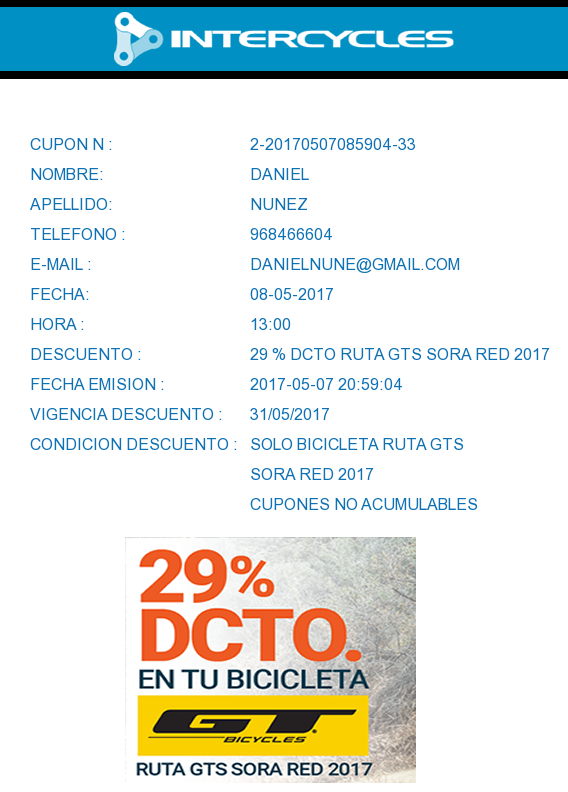 INTERCYCLES
CUPON N : 2-20170507085904-33
NOMBRE: DANIEL
APELLIDO: NUNEZ
TELEFONO : 968466604
E-MAIL : DANIELNUNE@GMAIL.COM
FECHA: 08-05-2017
HORA : 13:00
DESCUENTO : 29 % DCTO RUTA GTS SORA RED 2017
FECHA EMISION : 2017-05-07 20:59:04
VIGENCIA DESCUENTO : 31/05/2017
CONDICION DESCUENTO : SOLO BICICLETA RUTA GTS
SORA RED 2017
CUPONES NO ACUMULABLES
29%
DCTO.
EN TU BICICLETA
GT
BICYCLES
RUTA GTS SORA RED 2017